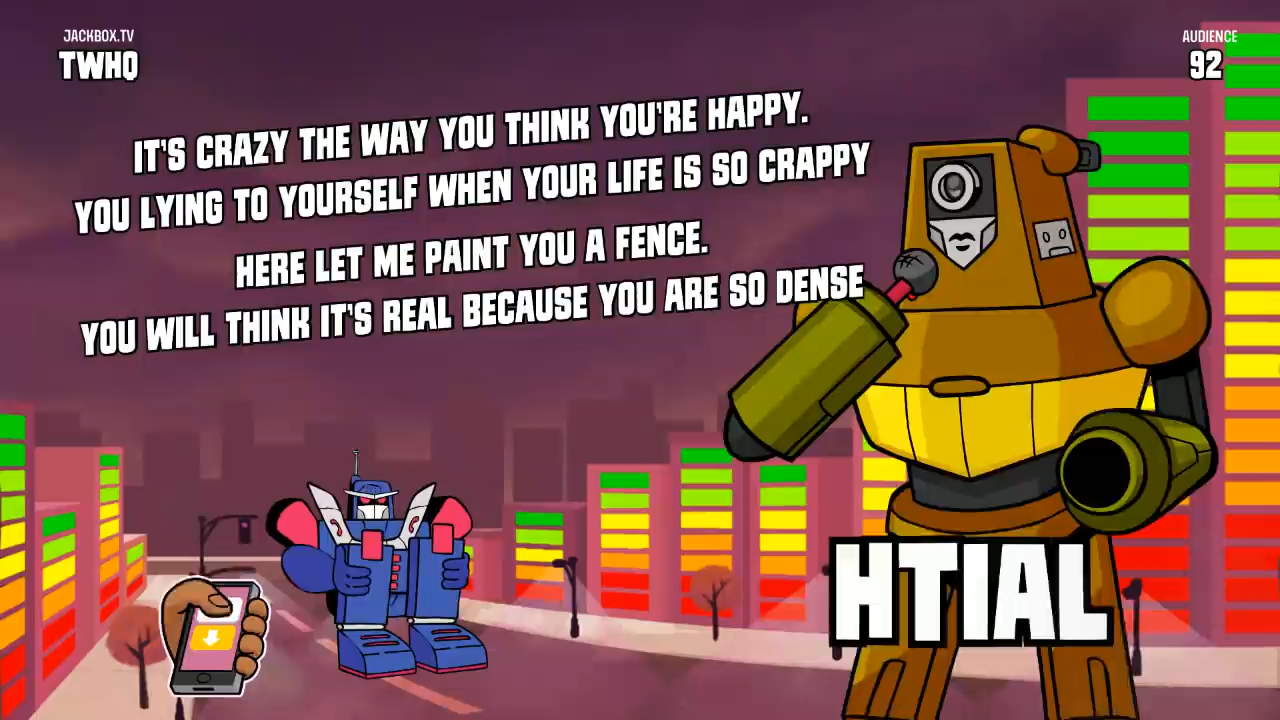 JACKBOX.TV
TWHQ
AUDIENCE
92
IT'S CRAZY THE WAY YOU THINK YOU'RE HAPPY.
YOU LYING TO YOURSELF WHEN YOUR LIFE IS SO CRAPPY
HERE LET ME PAINT YOU A FENCE.
YOU WILL THINK IT'S REAL BECAUSE YOU ARE SO DENSE
HTIAL